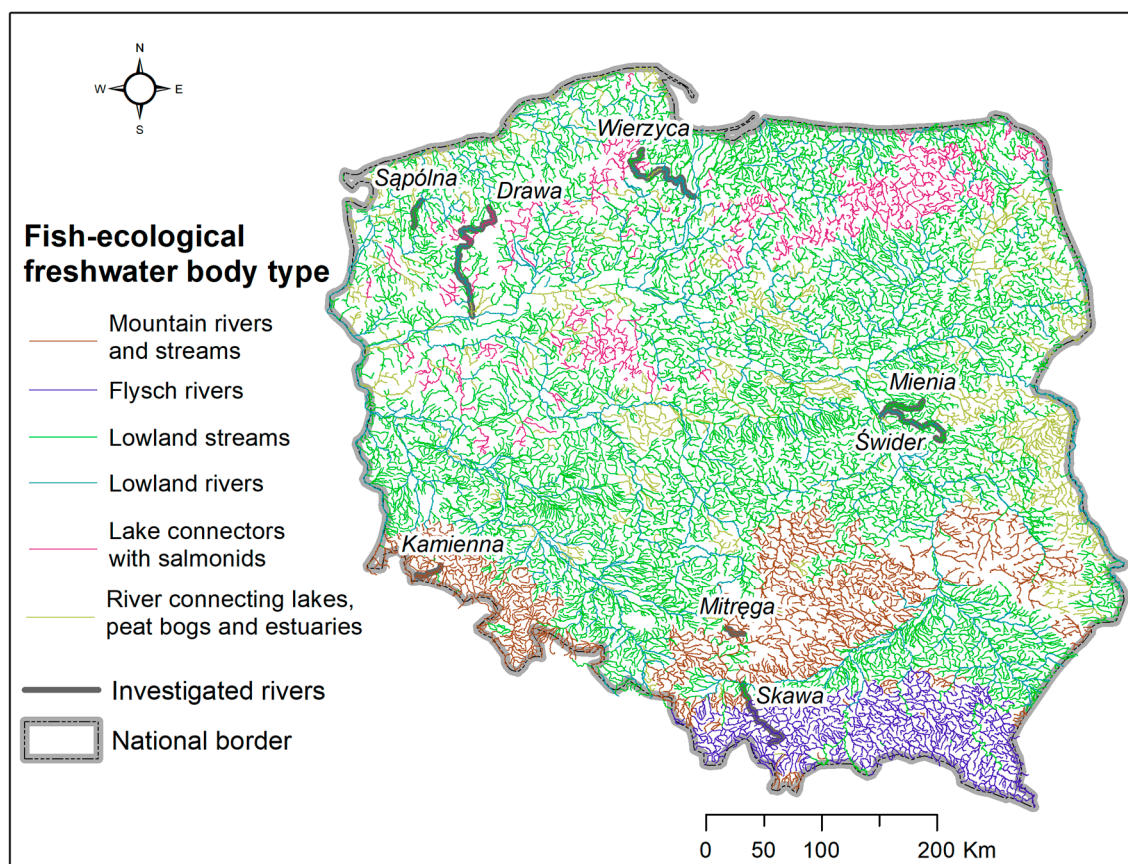 N
W
E
S
Wierzyca
Sąpólna
Drawa
Mienia
Świder
Kamienna
Mitręga
Skawa
Fish-ecological
freshwater body type
Mountain rivers
and streams
Flysch rivers
Lowland streams
Lowland rivers
Lake connectors
with salmonids
River connecting lakes,
peat bogs and estuaries
Investigated rivers
National border
0 50 100 200 Km